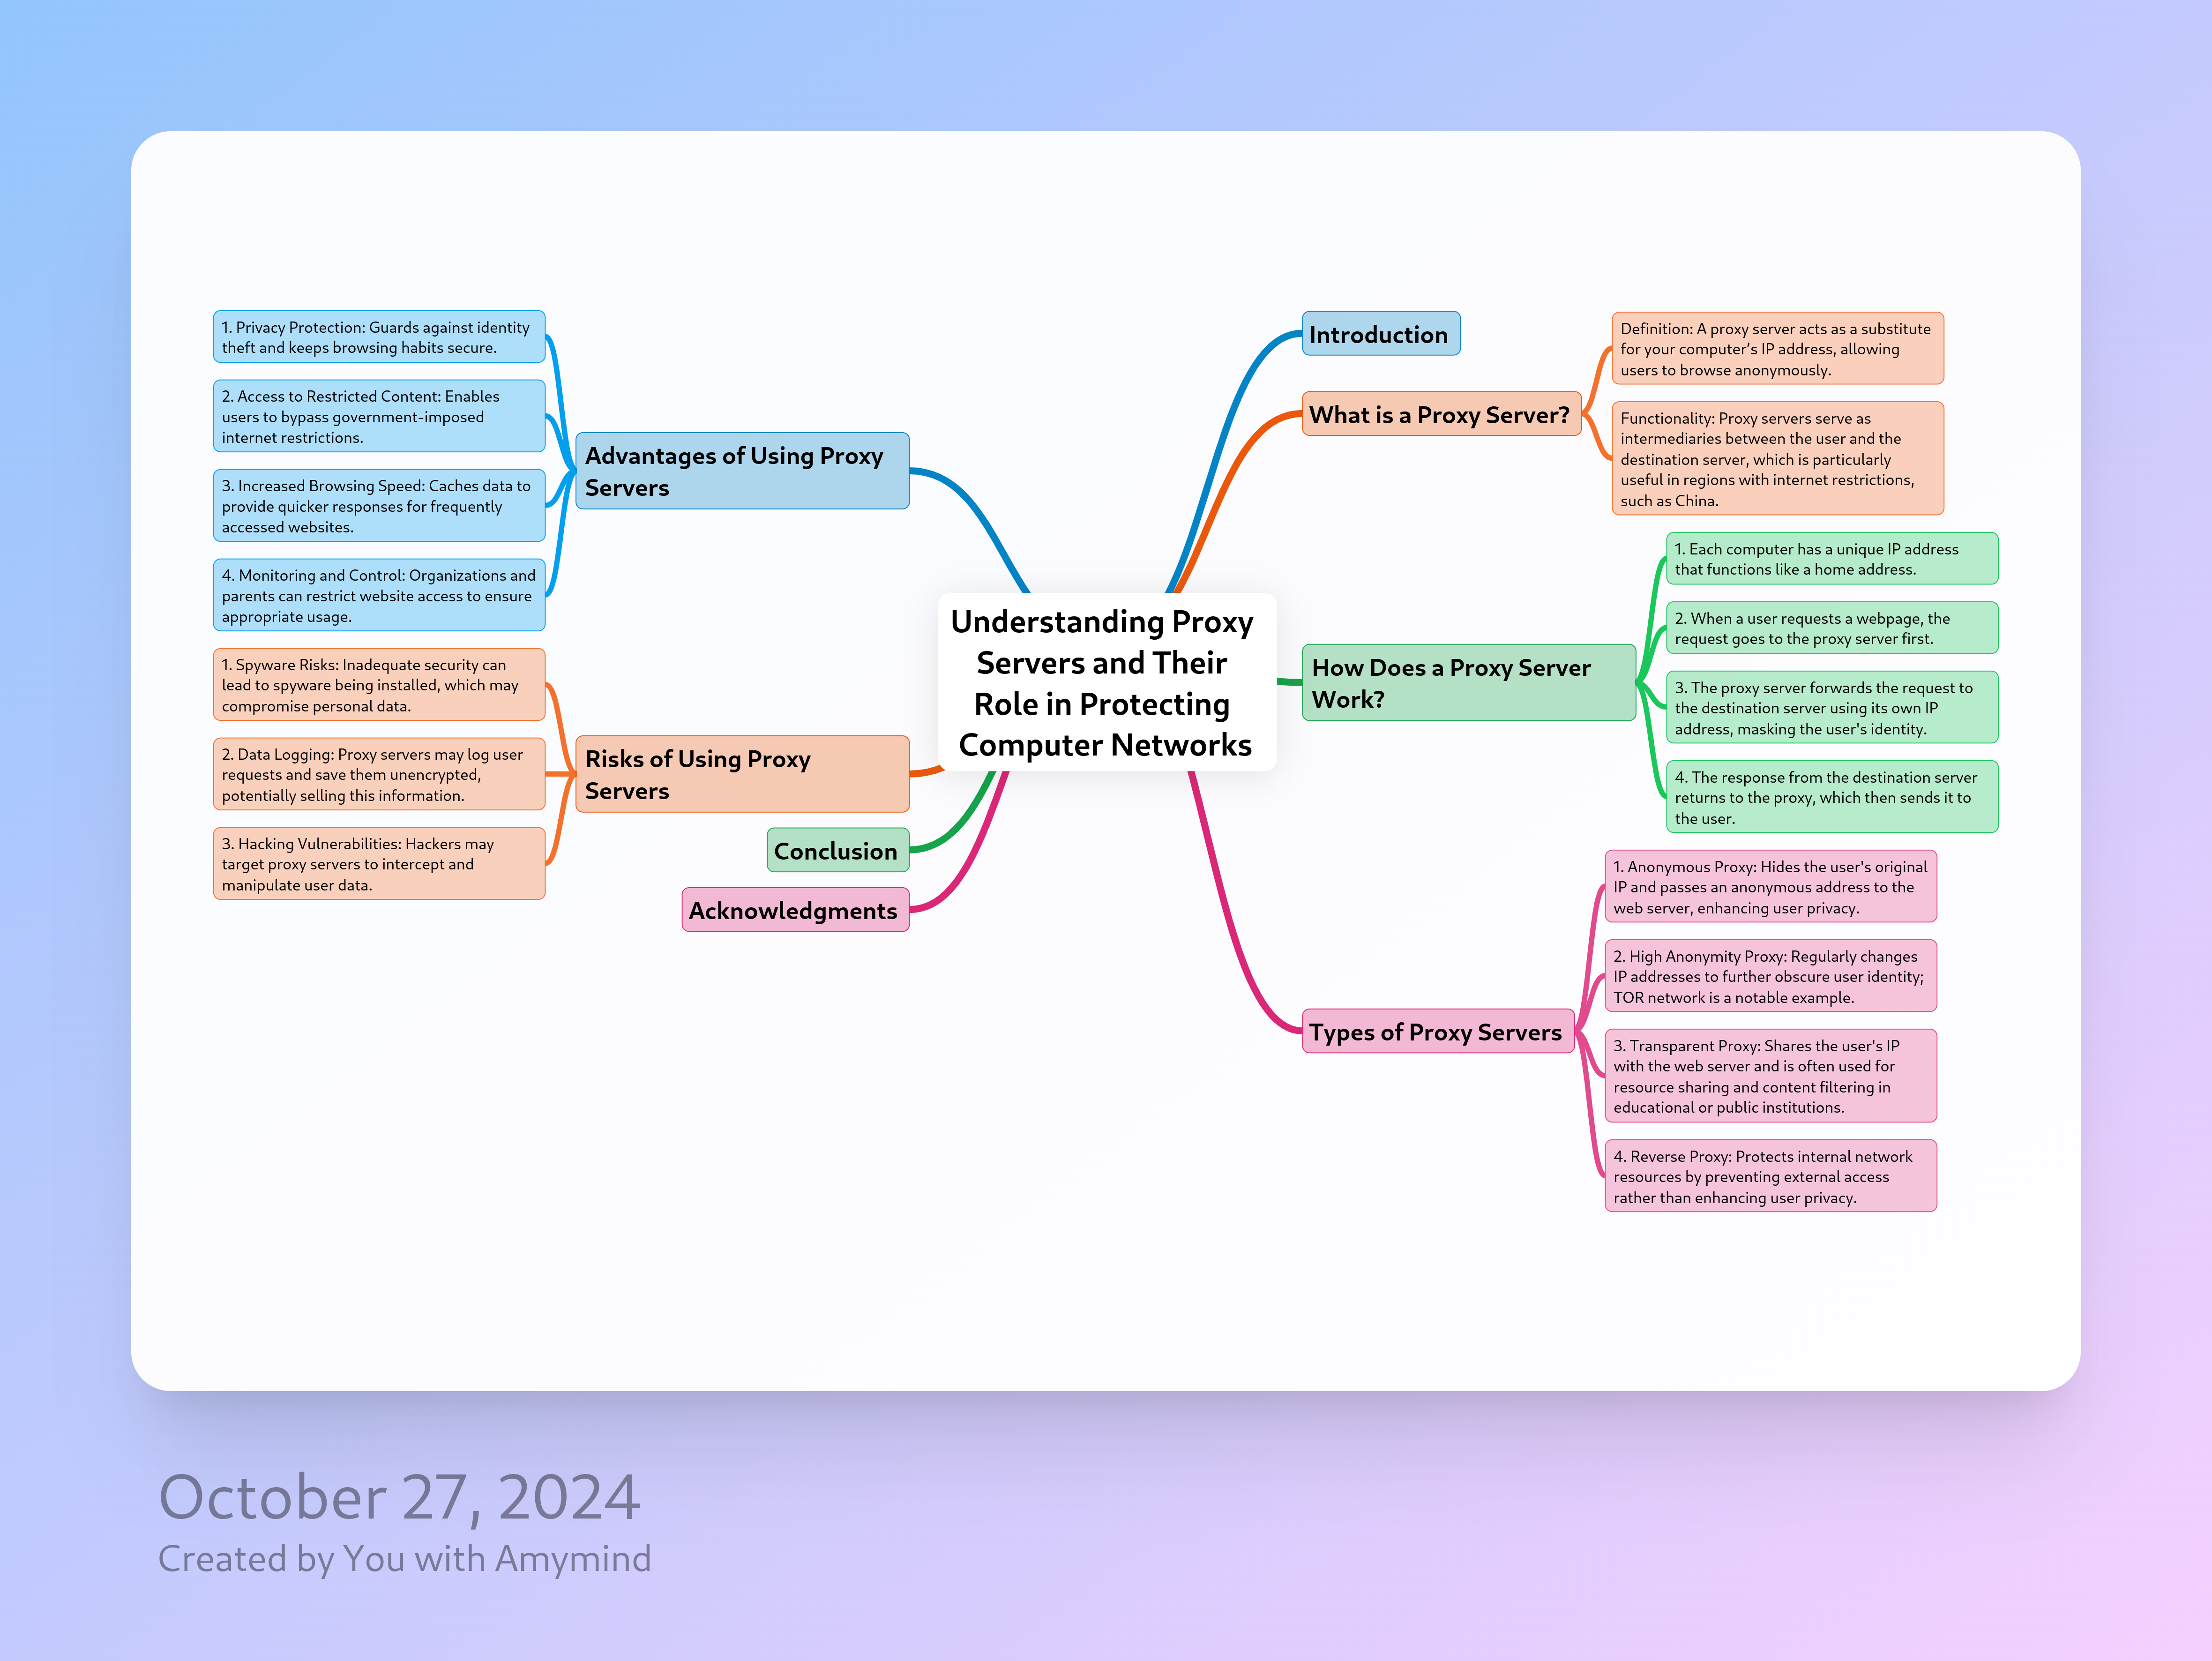 Understanding Proxy
Servers and Their
Role in Protecting
Computer Networks
Introduction
What is a Proxy Server?
Definition: A proxy server acts as a substitute
for your computer’s IP address, allowing
users to browse anonymously.
Functionality: Proxy servers serve as
intermediaries between the user and the
destination server, which is particularly
useful in regions with internet restrictions,
such as China.
How Does a Proxy Server
Work?
1. Each computer has a unique IP address
that functions like a home address.
2. When a user requests a webpage, the
request goes to the proxy server first.
3. The proxy server forwards the request to
the destination server using its own IP
address, masking the user's identity.
4. The response from the destination server
returns to the proxy, which then sends it to
the user.
Types of Proxy Servers
1. Anonymous Proxy: Hides the user's original
IP and passes an anonymous address to the
web server, enhancing user privacy.
2. High Anonymity Proxy: Regularly changes
IP addresses to further obscure user identity;
TOR network is a notable example.
3. Transparent Proxy: Shares the user's IP
with the web server and is often used for
resource sharing and content filtering in
educational or public institutions.
4. Reverse Proxy: Protects internal network
resources by preventing external access
rather than enhancing user privacy.
Advantages of Using Proxy
Servers
1. Privacy Protection: Guards against identity
theft and keeps browsing habits secure.
2. Access to Restricted Content: Enables
users to bypass government-imposed
internet restrictions.
3. Increased Browsing Speed: Caches data to
provide quicker responses for frequently
accessed websites.
4. Monitoring and Control: Organizations and
parents can restrict website access to ensure
appropriate usage.
Risks of Using Proxy
Servers
1. Spyware Risks: Inadequate security can
lead to spyware being installed, which may
compromise personal data.
2. Data Logging: Proxy servers may log user
requests and save them unencrypted,
potentially selling this information.
3. Hacking Vulnerabilities: Hackers may
target proxy servers to intercept and
manipulate user data.
Conclusion
Acknowledgments
October 27, 2024
Created by You with Amymind